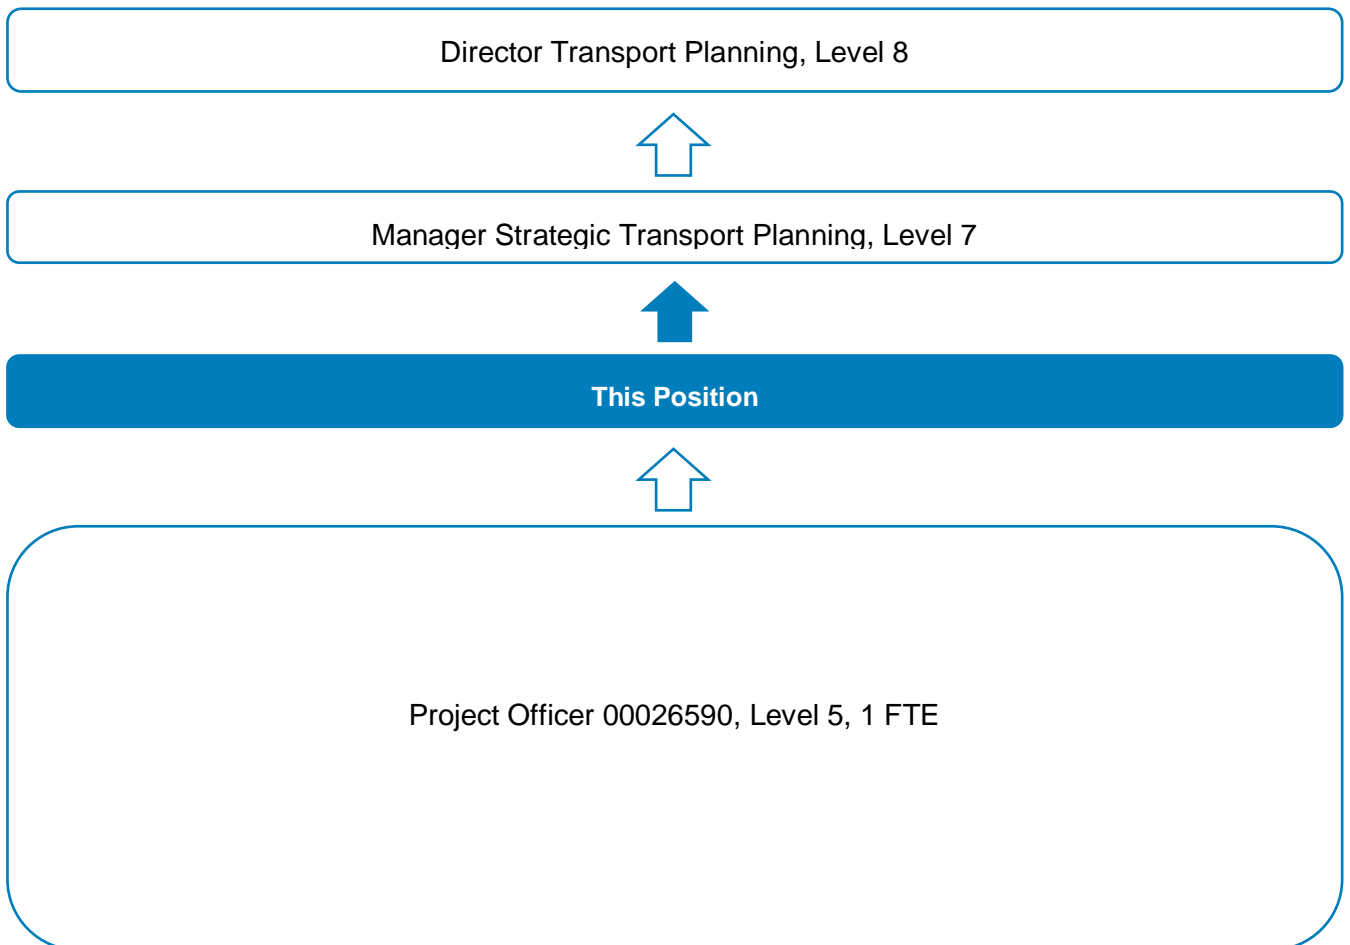 Director Transport Planning, Level 8
Manager Strategic Transport Planning, Level 7
This Position
Project Officer 00026590, Level 5, 1 FTE